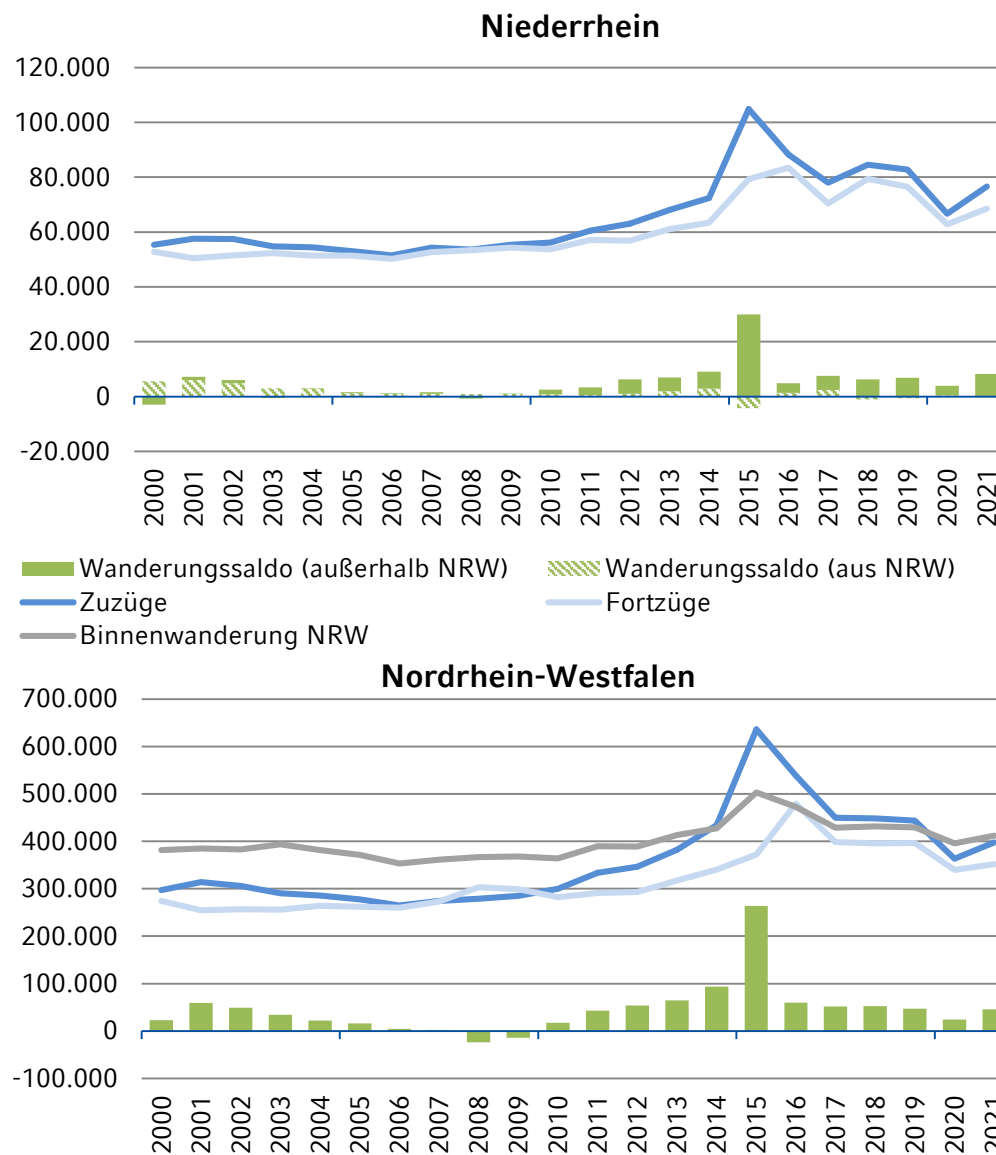 Niederrhein
120.000
100.000
80.000
60.000
40.000
20.000
0
-20.000
2000 2001 2002 2003 2004 2005 2006 2007 2008 2009 2010 2011 2012 2013 2014 2015 2016 2017 2018 2019 2020 2021
Wanderungssaldo (außerhalb NRW) Wanderungssaldo (aus NRW)
Zuzüge Fortzüge
Binnenwanderung NRW
Nordrhein-Westfalen
700.000
600.000
500.000
400.000
300.000
200.000
100.000
0
-100.000
2000 2001 2002 2003 2004 2005 2006 2007 2008 2009 2010 2011 2012 2013 2014 2015 2016 2017 2018 2019 2020 2021